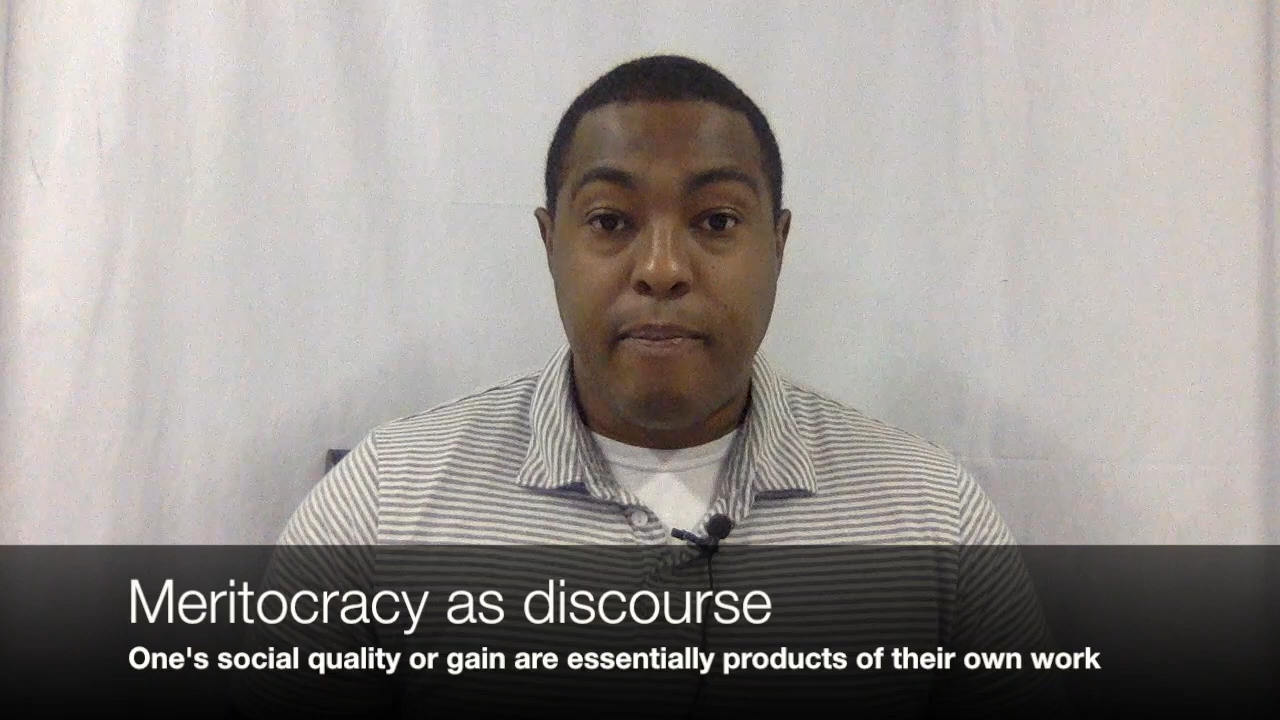 Meritocracy as discourse
One's social quality or gain are essentially products of their own work